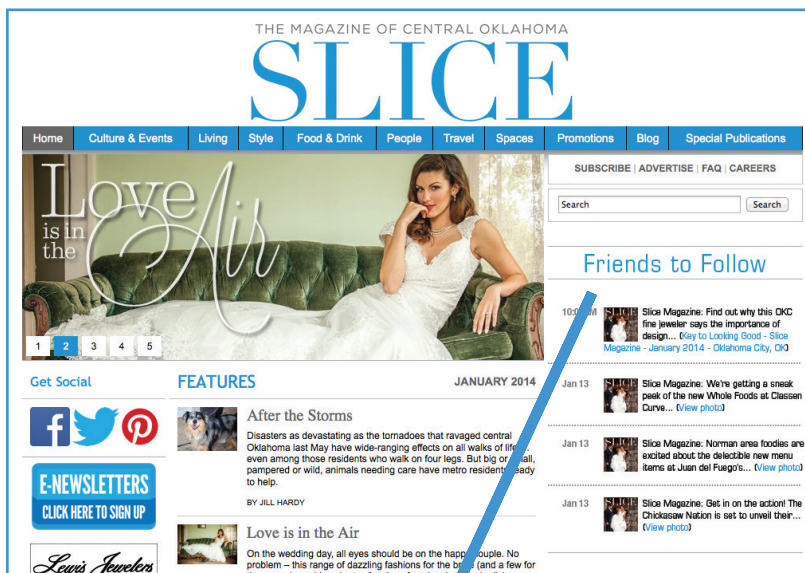 THE MAGAZINE OF CENTRAL OKLAHOMA
SLICE
Home Culture & Events Living Style Food & Drink People Travel Spaces Promotions Blog Special Publications
Love
is in
the
Air
1 2 3 4 5
SUBSCRIBE | ADVERTISE | FAQ | CAREERS
Search Search
Friends to Follow
SLICE Slice Magazine: Find out why this OKC
fine jeweler says the importance of
design... (Key to Looking Good - Slice
Magazine - January 2014 - Oklahoma City, OK)
Jan 13 SLICE Slice Magazine: We're getting a sneak
peek of the new Whole Foods at Classen
Curve... (View photo)
Jan 13 SLICE Slice Magazine: Norman area foodies are
excited about the delectible new menu
items at Juan del Fuego's... (View photo)
Jan 13 SLICE Slice Magazine: Get in on the action! The
Chickasaw Nation is set to unveil their...
(View photo)
Get Social
E-NEWSLETTERS
CLICK HERE TO SIGN UP
Lewis Jewelers
FEATURES JANUARY 2014
After the Storms
Disasters as devastating as the tornadoes that ravaged central
Oklahoma last May have wide-ranging effects on all walks of
even among those residents who walk on four legs. But big or
pampered or wild, animals needing care have metro residents
to help.
BY JILL HARDY
Love is in the Air
On the wedding day, all eyes should be on the No
problem – this range of dazzling fashions for the (and a few for